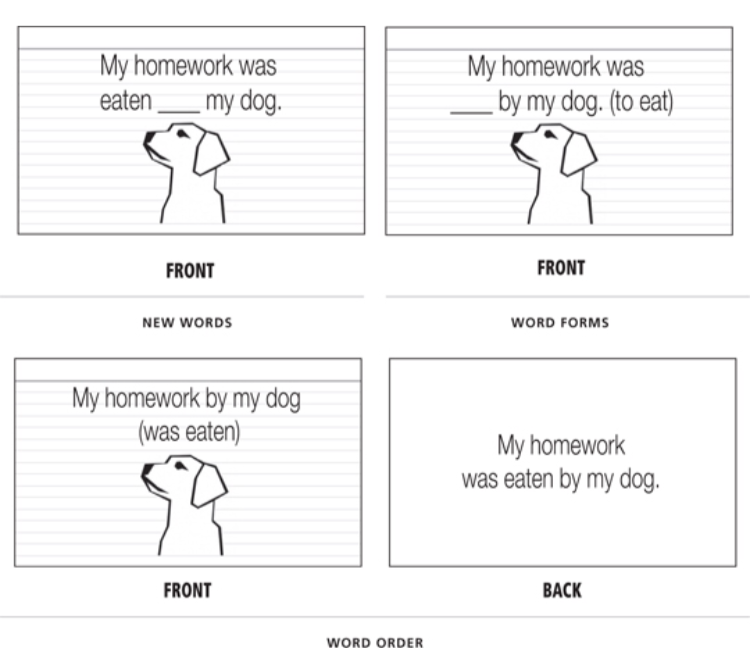 My homework was
eaten ___ my dog.
FRONT
NEW WORDS
My homework was
___ by my dog. (to eat)
FRONT
WORD FORMS
My homework by my dog
(was eaten)
FRONT
My homework
was eaten by my dog.
BACK
WORD ORDER